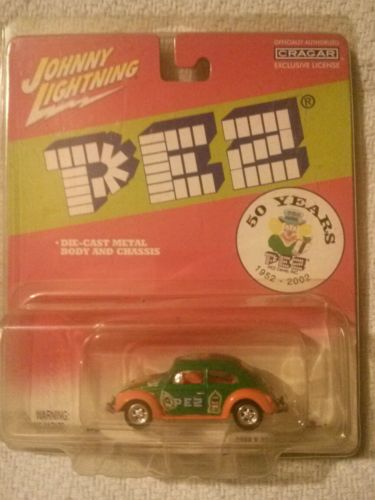 JOHNNY
LIGHTNING
OFFICIALLY AUTHORIZED
CRAGAR
EXCLUSIVE LICENSE
PEZ®
50 YEARS
PEZ
1952 - 2002
• DIE-CAST METAL
BODY AND CHASSIS
PEZ
WARNING: